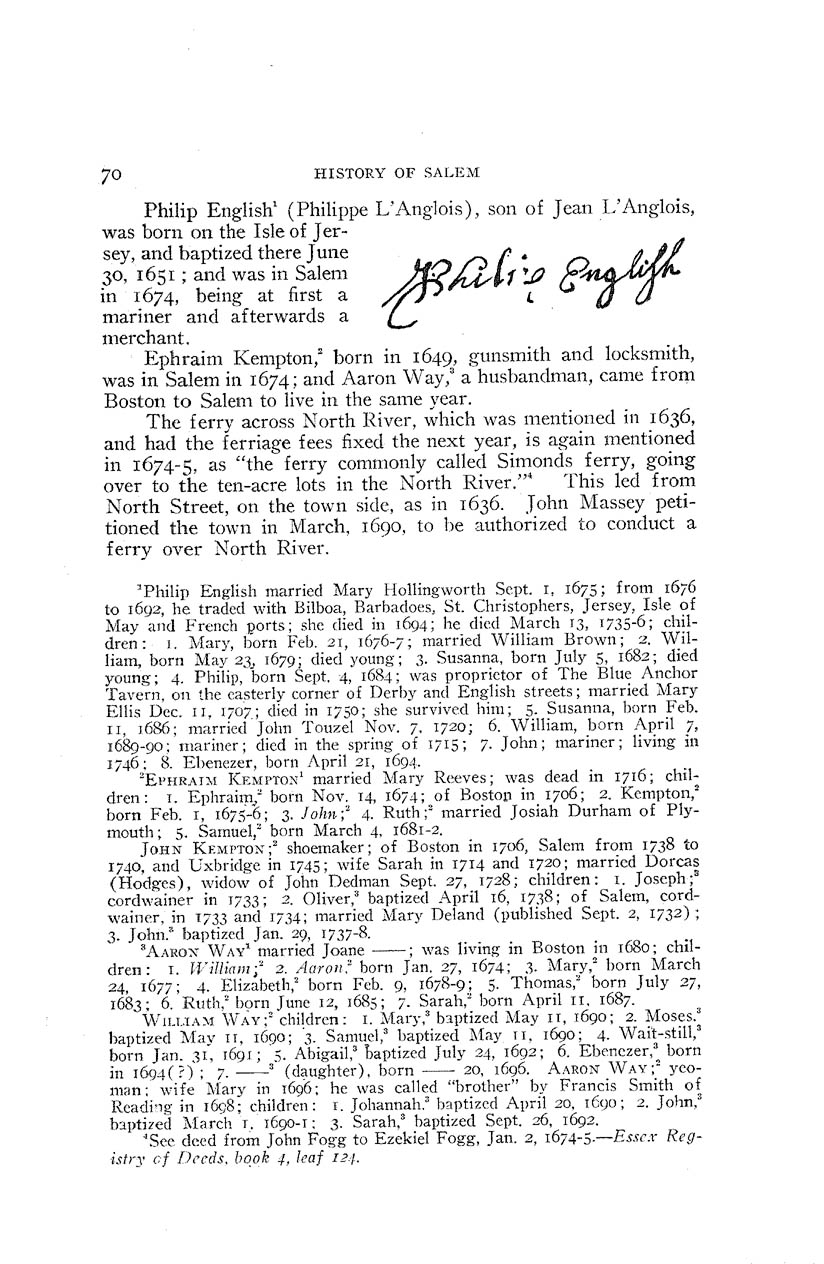 70 HISTORY OF SALEM
Philip English¹ (Philippe L'Anglois), son of Jean L'Anglois,
was born on the Isle of Jer-
sey, and baptized there June
30, 1651 ; and was in Salem
in 1674, being at first a
mariner and afterwards a
merchant.
Philip English
Ephraim Kempton,² born in 1649, gunsmith and locksmith,
was in Salem in 1674; and Aaron Way,³ a husbandman, came from
Boston to Salem to live in the same year.
The ferry across North River, which was mentioned in 1636,
and had the ferriage fees fixed the next year, is again mentioned
in 1674-5, as "the ferry commonly called Simonds ferry, going
over to the ten-acre lots in the North River."⁴ This led from
North Street, on the town side, as in 1636. John Massey peti-
tioned the town in March, 1690, to be authorized to conduct a
ferry over North River.
¹Philip English married Mary Hollingworth Sept. 1, 1675; from 1676
to 1692, he traded with Bilboa, Barbadoes, St. Christophers, Jersey, Isle of
May and French ports; she died in 1694; he died March 13, 1735-6; chil-
dren: 1. Mary, born Feb. 21, 1676-7; married William Brown; 2. Wil-
liam, born May 23, 1679; died young; 3. Susanna, born July 5, 1682; died
young; 4. Philip, born Sept. 4, 1684; was proprietor of The Blue Anchor
Tavern, on the easterly corner of Derby and English streets; married Mary
Ellis Dec. 11, 1707; died in 1750; she survived him; 5. Susanna, born Feb.
11, 1686; married John Touzel Nov. 7, 1720; 6. William, born April 7,
1689-90; mariner; died in the spring of 1715; 7. John; mariner; living in
1746; 8. Ebenezer, born April 21, 1694.
²EPHRAIM KEMPTON¹ married Mary Reeves; was dead in 1716; chil-
dren: 1. Ephraim,² born Nov. 14, 1674; of Boston in 1706; 2. Kempton,²
born Feb. 1, 1675-6; 3. John;² 4. Ruth;² married Josiah Durham of Ply-
mouth; 5. Samuel,² born March 4, 1681-2.
JOHN KEMPTON;² shoemaker; of Boston in 1706, Salem from 1738 to
1740, and Uxbridge in 1745; wife Sarah in 1714 and 1720; married Dorcas
(Hodges), widow of John Dedman Sept. 27, 1728; children: 1. Joseph;³
cordwainer in 1733; 2. Oliver,³ baptized April 16, 1738; of Salem, cord-
wainer, in 1733 and 1734; married Mary Deland (published Sept. 2, 1732);
3. John.³ baptized Jan. 29, 1737-8.
³AARON WAY¹ married Joane ——; was living in Boston in 1680; chil-
dren: 1. William;² 2. Aaron,² born Jan. 27, 1674; 3. Mary,² born March
24, 1677; 4. Elizabeth,² born Feb. 9, 1678-9; 5. Thomas,² born July 27,
1683; 6. Ruth,² born June 12, 1685; 7. Sarah,² born April 11, 1687.
WILLIAM WAY;² children: 1. Mary,³ baptized May 11, 1690; 2. Moses.³
baptized May 11, 1690; 3. Samuel,³ baptized May 11, 1690; 4. Wait-still,³
born Jan. 31, 1691; 5. Abigail,³ baptized July 24, 1692; 6. Ebenezer,³ born
in 1694(?); 7. ——³ (daughter), born —— 20, 1696. AARON WAY;² yeo-
man; wife Mary in 1696; he was called "brother" by Francis Smith of
Reading in 1698; children: 1. Johannah.³ baptized April 20, 1690; 2. John,³
baptized March 1, 1690-1; 3. Sarah,³ baptized Sept. 26, 1692.
⁴See deed from John Fogg to Ezekiel Fogg, Jan. 2, 1674-5.—Essex Reg-
istry of Deeds, book 4, leaf 124.